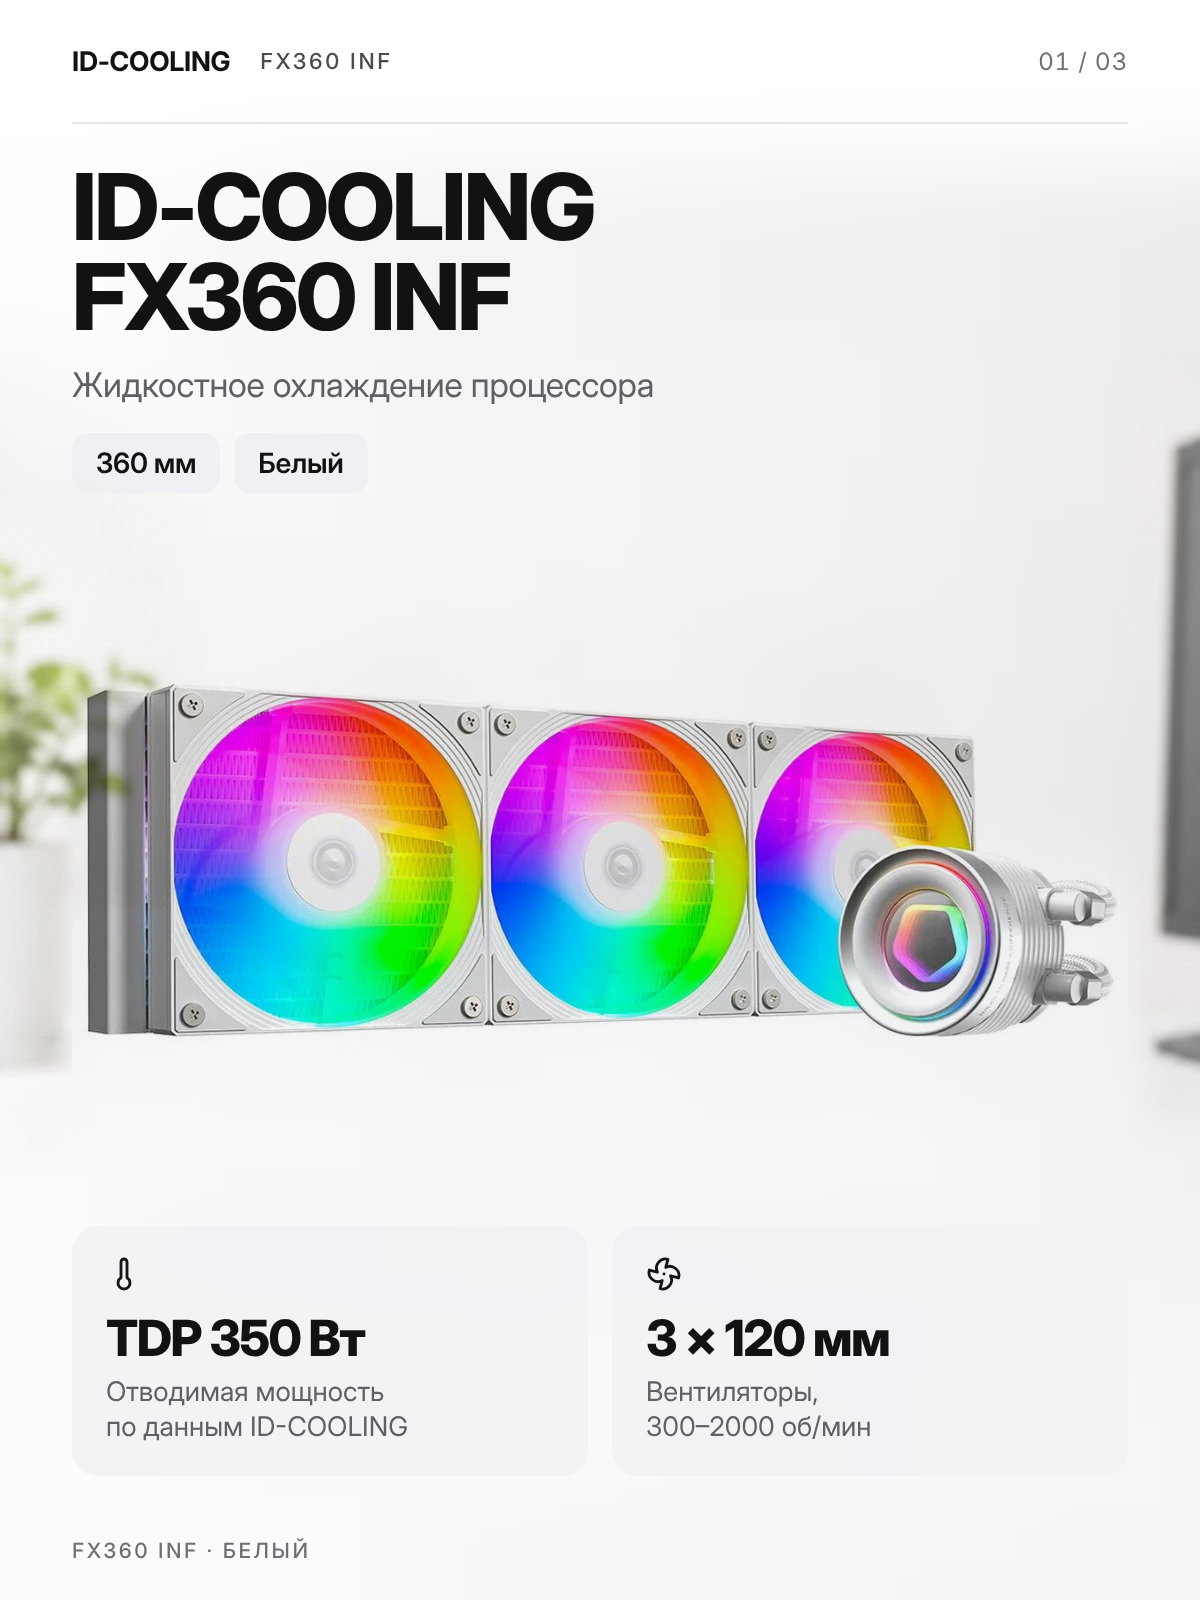 ID-COOLING FX360 INF 01 / 03
ID-COOLING
FX360 INF
Жидкостное охлаждение процессора
360 мм Белый
TDP 350 Вт
Отводимая мощность
по данным ID-COOLING
3 × 120 мм
Вентиляторы,
300–2000 об/мин
FX360 INF · БЕЛЫЙ